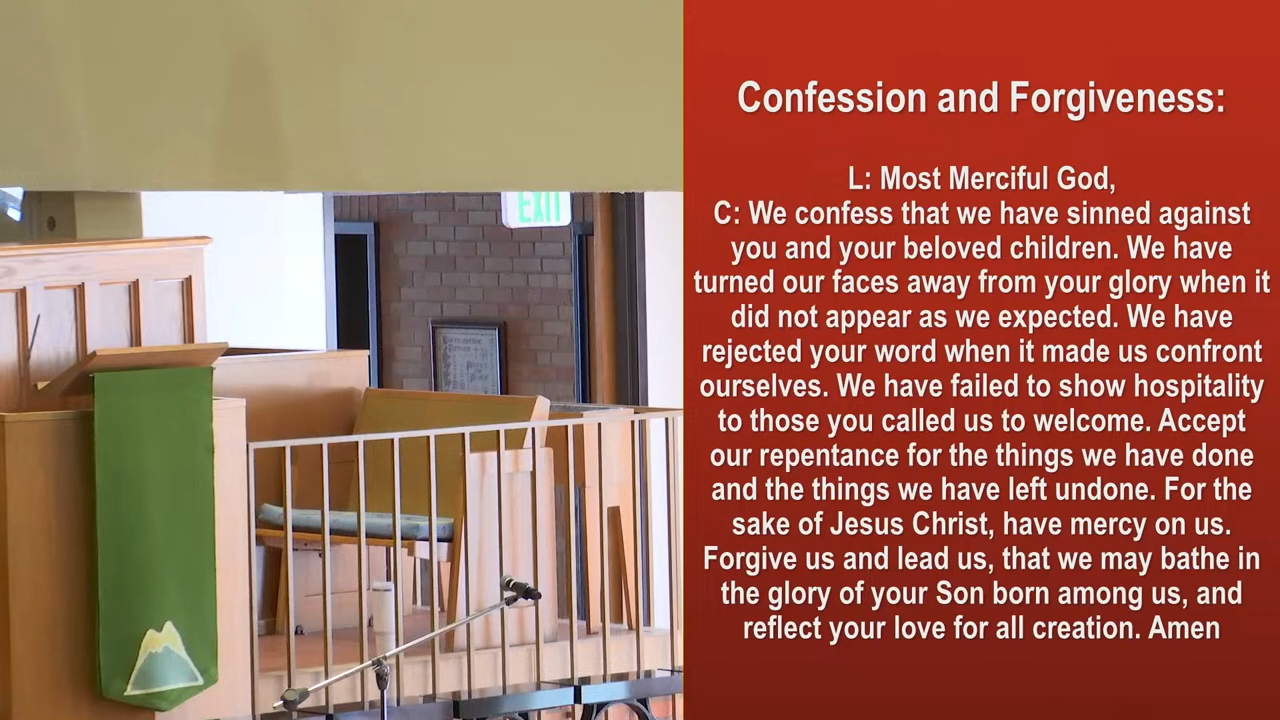 EXIT
Confession and Forgiveness:
L: Most Merciful God,
C: We confess that we have sinned against
you and your beloved children. We have
turned our faces away from your glory when it
did not appear as we expected. We have
rejected your word when it made us confront
ourselves. We have failed to show hospitality
to those you called us to welcome. Accept
our repentance for the things we have done
and the things we have left undone. For the
sake of Jesus Christ, have mercy on us.
Forgive us and lead us, that we may bathe in
the glory of your Son born among us, and
reflect your love for all creation. Amen